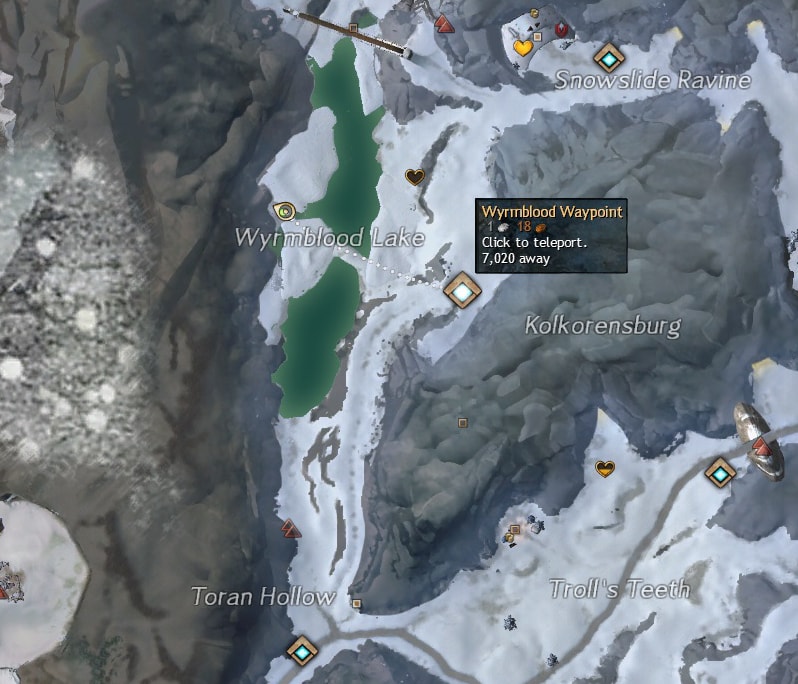 Snowslide Ravine
Wyrmblood Waypoint
1 18
Click to teleport.
7,020 away
Wyrmblood Lake
Kolkorensburg
Troll's Teeth
Toran Hollow